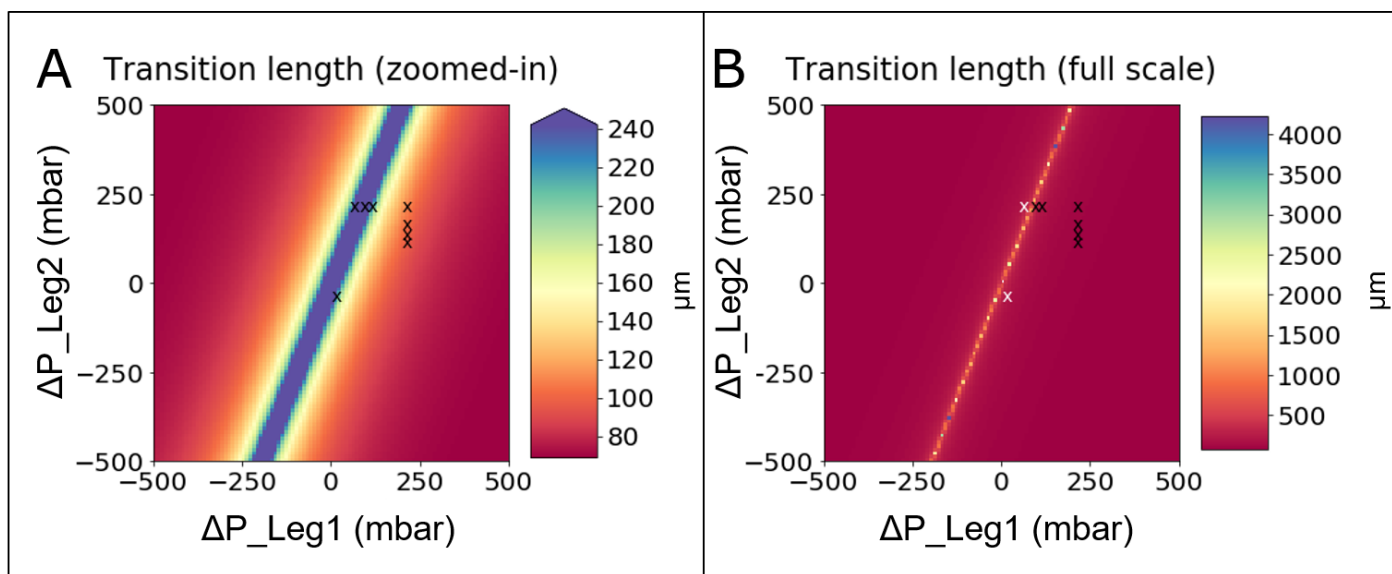 A
Transition length (zoomed-in)
ΔP_Leg2 (mbar)
500
250
0
−250
−500
−500
−250
0
250
500
ΔP_Leg1 (mbar)
240
220
200
180
160
140
120
100
80
μm
x x x x
x
x
x
x
B
Transition length (full scale)
ΔP_Leg2 (mbar)
500
250
0
-250
−500
−500
−250
0
250
500
ΔP_Leg1 (mbar)
4000
3500
3000
2500
2000
1500
1000
500
μm
x x x x
x
x
x
x